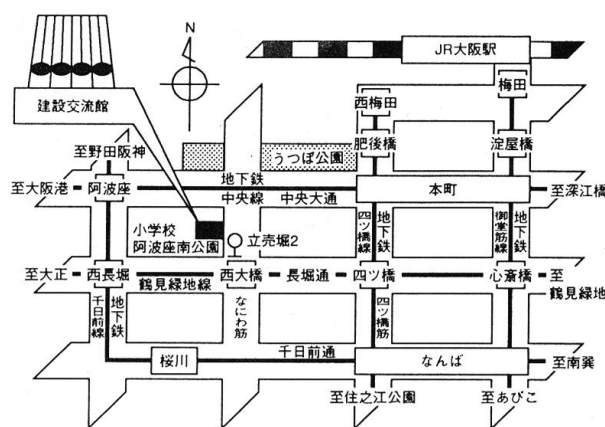 N
JR大阪駅
梅田
西梅田
建設交流館
肥後橋
淀屋橋
至野田阪神
うつぼ公園
地下鉄
至大阪港
阿波座
中央線
中央大通
本町
至深江橋
小学校
阿波座南公園
立売堀2
地下鉄
四ツ橋線
地下鉄
御堂筋線
至大正
西長堀
鶴見緑地線
西大橋
長堀通
四ツ橋
心斎橋
至
鶴見緑地
地下鉄
千日前線
なにわ筋
四ツ橋筋
桜川
千日前通
なんば
至南巽
至住之江公園
至あびこ